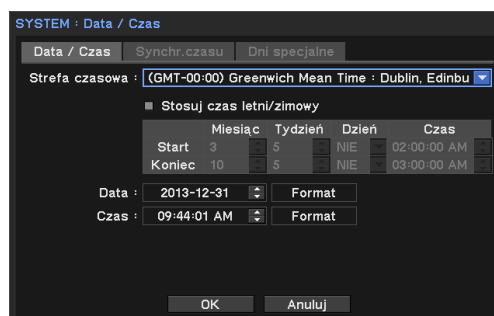 SYSTEM : Data / Czas
Data / Czas Synchr.czasu Dni specjalne
Strefa czasowa : (GMT-00:00) Greenwich Mean Time : Dublin, Edinbu
Stosuj czas letni/zimowy
Miesiąc Tydzień Dzień Czas
Start 3 5 NIE 02:00:00 AM
Koniec 10 5 NIE 03:00:00 AM
Data : 2013-12-31 Format
Czas : 09:44:01 AM Format
OK Anuluj